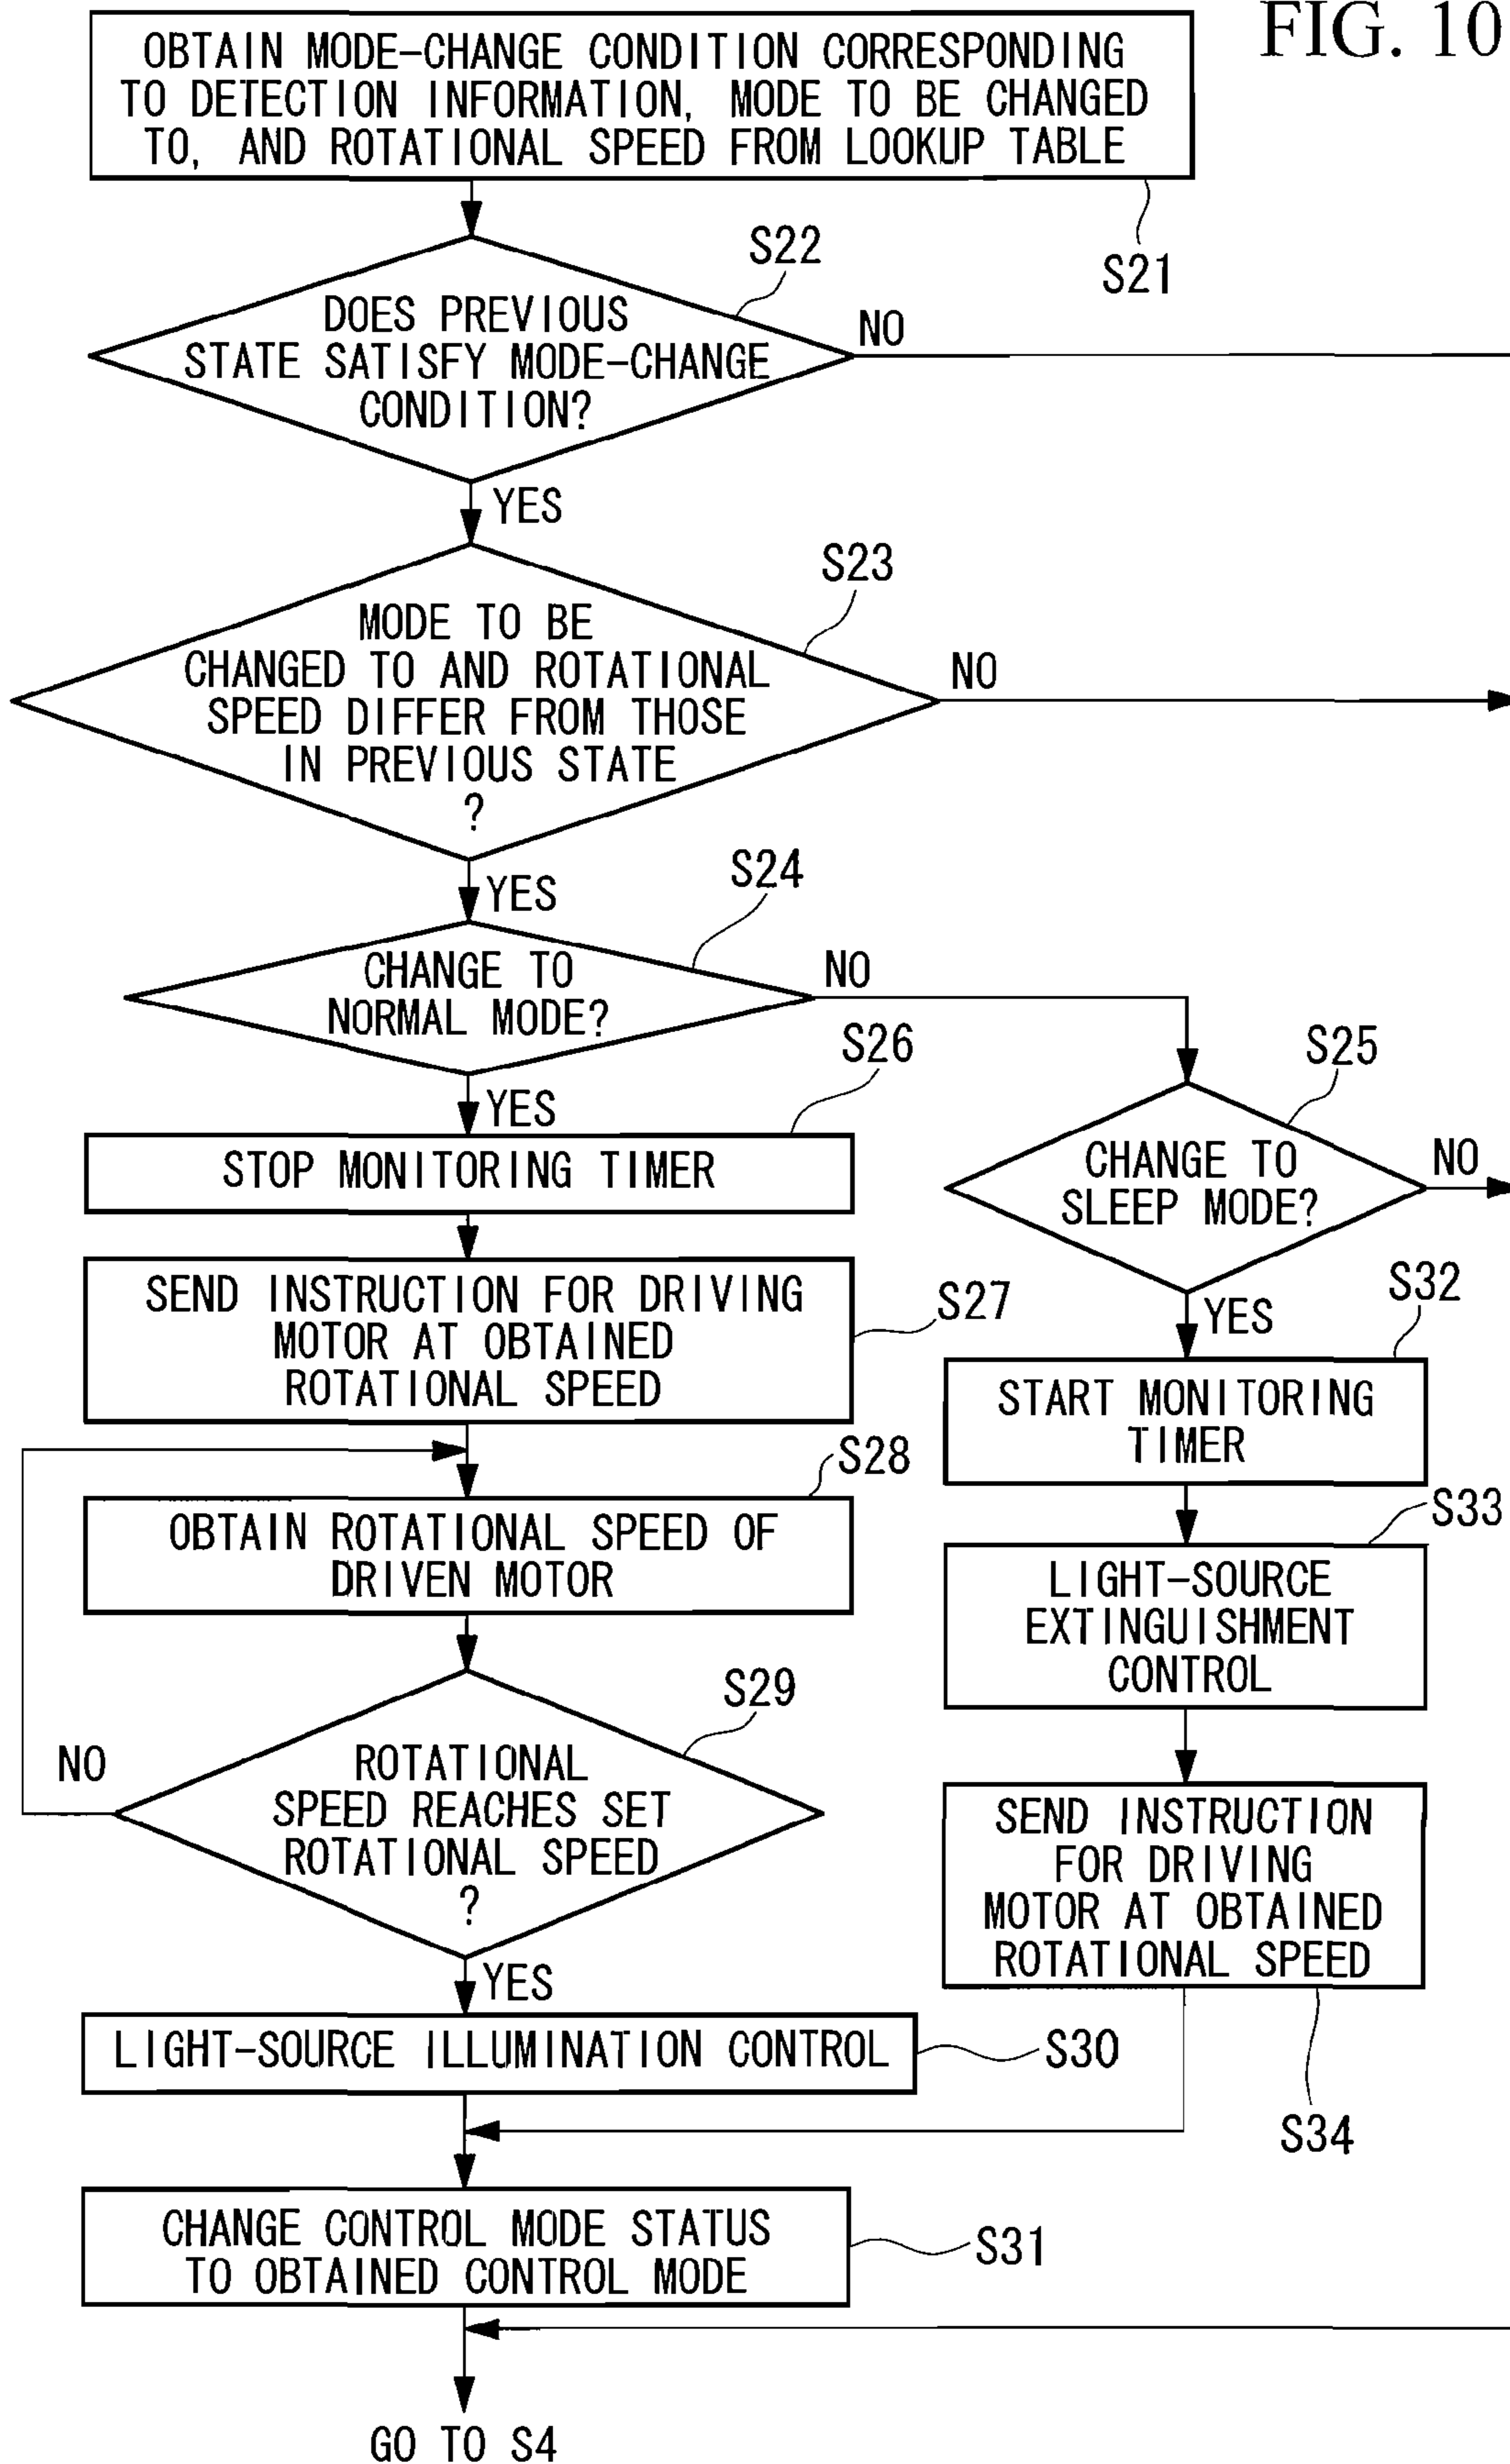 FIG. 10
OBTAIN MODE-CHANGE CONDITION CORRESPONDING
TO DETECTION INFORMATION, MODE TO BE CHANGED
TO, AND ROTATIONAL SPEED FROM LOOKUP TABLE
S21
S22
DOES PREVIOUS
STATE SATISFY MODE-CHANGE
CONDITION?
NO
YES
S23
MODE TO BE
CHANGED TO AND ROTATIONAL
SPEED DIFFER FROM THOSE
IN PREVIOUS STATE
?
NO
YES
S24
CHANGE TO
NORMAL MODE?
NO
YES
S25
CHANGE TO
SLEEP MODE?
NO
YES
S26
STOP MONITORING TIMER
SEND INSTRUCTION FOR DRIVING
MOTOR AT OBTAINED
ROTATIONAL SPEED
S27
S28
OBTAIN ROTATIONAL SPEED OF
DRIVEN MOTOR
S29
ROTATIONAL
SPEED REACHES SET
ROTATIONAL SPEED
?
NO
YES
LIGHT-SOURCE ILLUMINATION CONTROL
S30
S32
START MONITORING
TIMER
S33
LIGHT-SOURCE
EXTINGUISHMENT
CONTROL
SEND INSTRUCTION
FOR DRIVING
MOTOR AT OBTAINED
ROTATIONAL SPEED
S34
CHANGE CONTROL MODE STATUS
TO OBTAINED CONTROL MODE
S31
GO TO S4